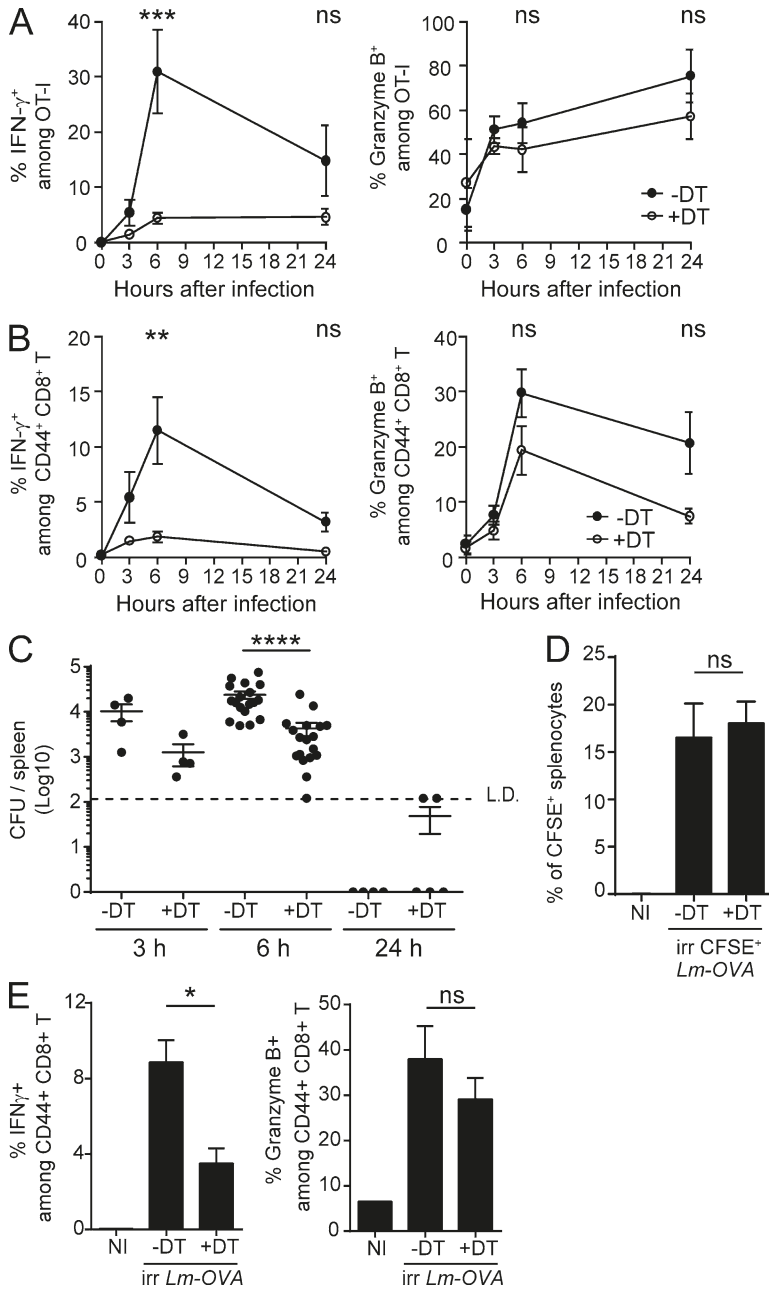 A
***
ns
40
30
20
10
0
% IFN-γ+
among OT-I
0 3 6 9 12 15 18 21 24
Hours after infection
ns
ns
100
80
60
40
20
0
% Granzyme B+
among OT-I
-DT
+DT
0 3 6 9 12 15 18 21 24
Hours after infection
B
**
ns
20
15
10
5
0
% IFN-γ+
among CD44+ CD8+ T
0 3 6 9 12 15 18 21 24
Hours after infection
ns
ns
40
30
20
10
0
% Granzyme B+
among CD44+ CD8+ T
-DT
+DT
0 3 6 9 12 15 18 21 24
Hours after infection
C
****
5
4
3
2
1
0
CFU / spleen
(Log10)
L.D.
-DT +DT -DT +DT -DT +DT
3 h 6 h 24 h
D
ns
25
20
15
10
5
0
% of CFSE+ splenocytes
NI -DT +DT
irr CFSE+
Lm-OVA
E
*
12
8
4
0
% IFNγ+
among CD44+ CD8+ T
NI -DT +DT
irr Lm-OVA
ns
50
40
30
20
10
0
% Granzyme B+
among CD44+ CD8+ T
NI -DT +DT
irr Lm-OVA